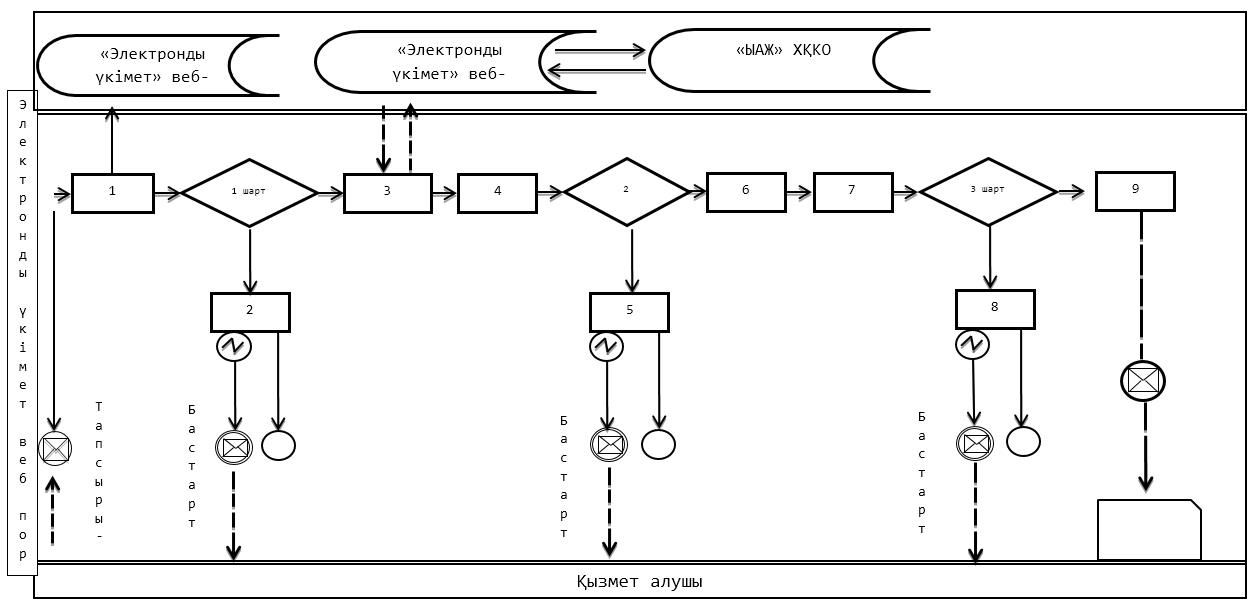 «Электронды
үкімет» веб-
«Электронды
үкімет» веб-
«ЫАЖ» ХҚКО
Электронды үкімет веб пор
1
1 шарт
3
4
2
6
7
3 шарт
9
2
5
8
Тапсыры-
Бастарт
Бастарт
Бастарт
Қызмет алушы